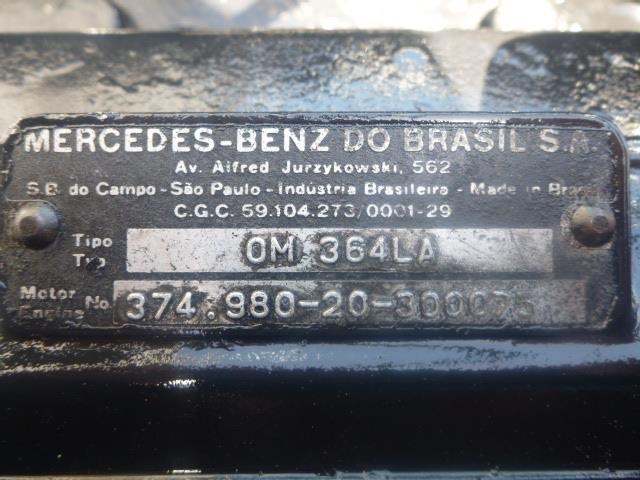 MERCEDES-BENZ DO BRASIL S.A.
Av. Alfred Jurzykowski, 562
S.B. do Campo - São Paulo - Indústria Brasileira - Made in Brasil
C.G.C. 59.104.273/0001-29
Tipo OM 364LA
Typ
Motor No. 374.980-20-300075
Engine